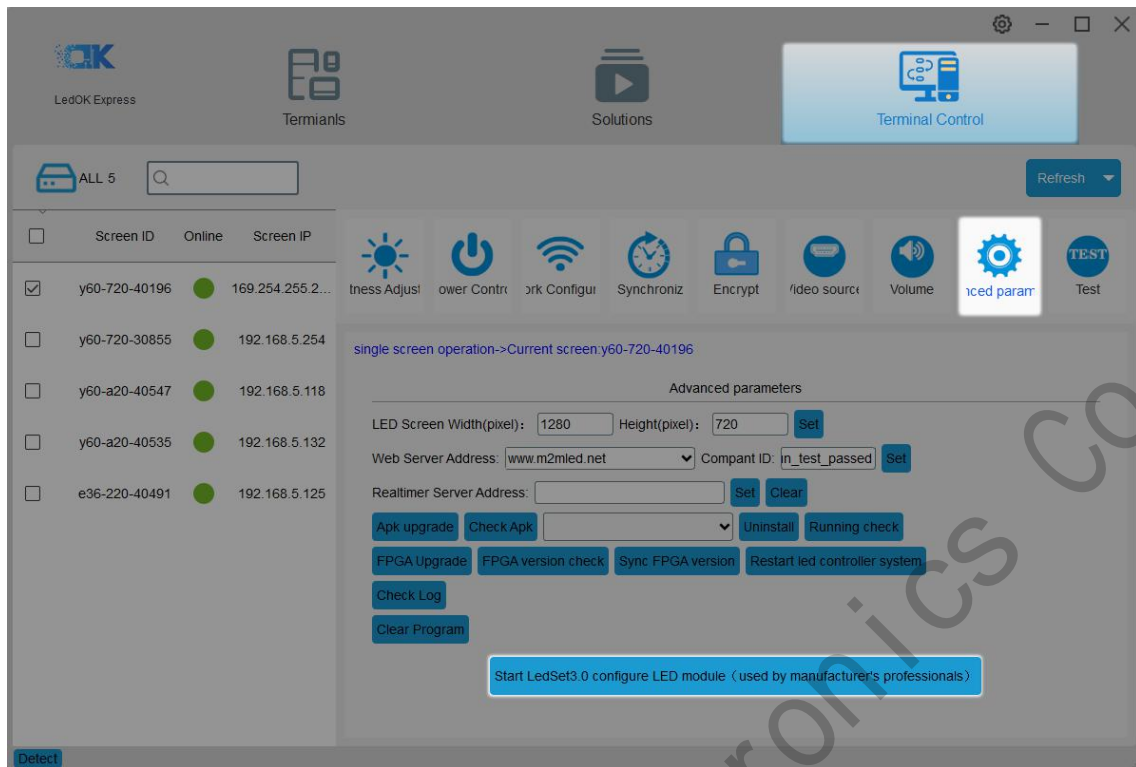 LedOK Express
Termianls
Solutions
Terminal Control
ALL 5
Refresh
Screen ID Online Screen IP
tness Adjust ower Contro ork Configur Synchroniz Encrypt Video source Volume nced param TEST Test
y60-720-40196 169.254.255.2...
y60-720-30855 192.168.5.254
y60-a20-40547 192.168.5.118
y60-a20-40535 192.168.5.132
e36-220-40491 192.168.5.125
single screen operation->Current screen:y60-720-40196
Advanced parameters
LED Screen Width(pixel): 1280 Height(pixel): 720 Set
Web Server Address: www.m2mled.net Compant ID: in_test_passed Set
Realtimer Server Address: Set Clear
Apk upgrade Check Apk Uninstall Running check
FPGA Upgrade FPGA version check Sync FPGA version Restart led controller system
Check Log
Clear Program
Start LedSet3.0 configure LED module（used by manufacturer's professionals）
Detect
ronics Co